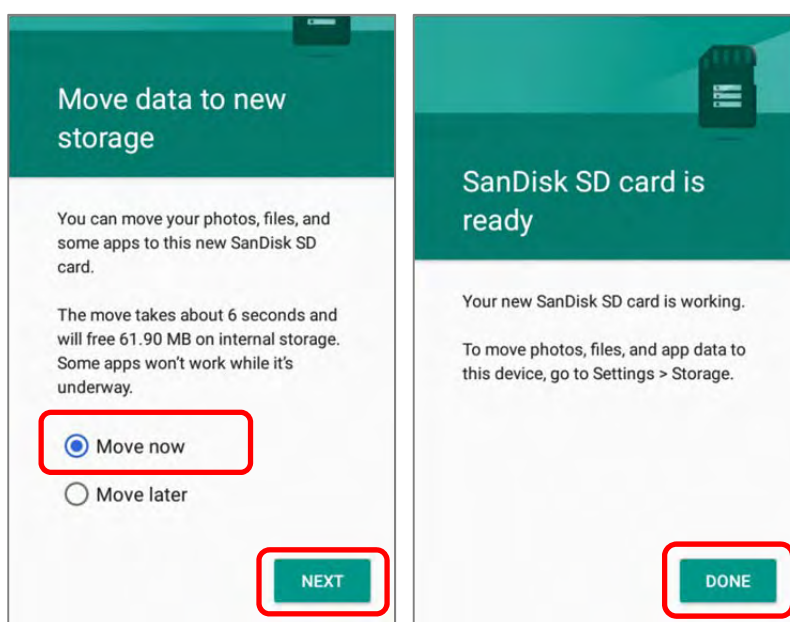 Move data to new
storage
You can move your photos, files, and
some apps to this new SanDisk SD
card.
The move takes about 6 seconds and
will free 61.90 MB on internal storage.
Some apps won't work while it's
underway.
Move now
Move later
NEXT
SanDisk SD card is
ready
Your new SanDisk SD card is working.
To move photos, files, and app data to
this device, go to Settings > Storage.
DONE